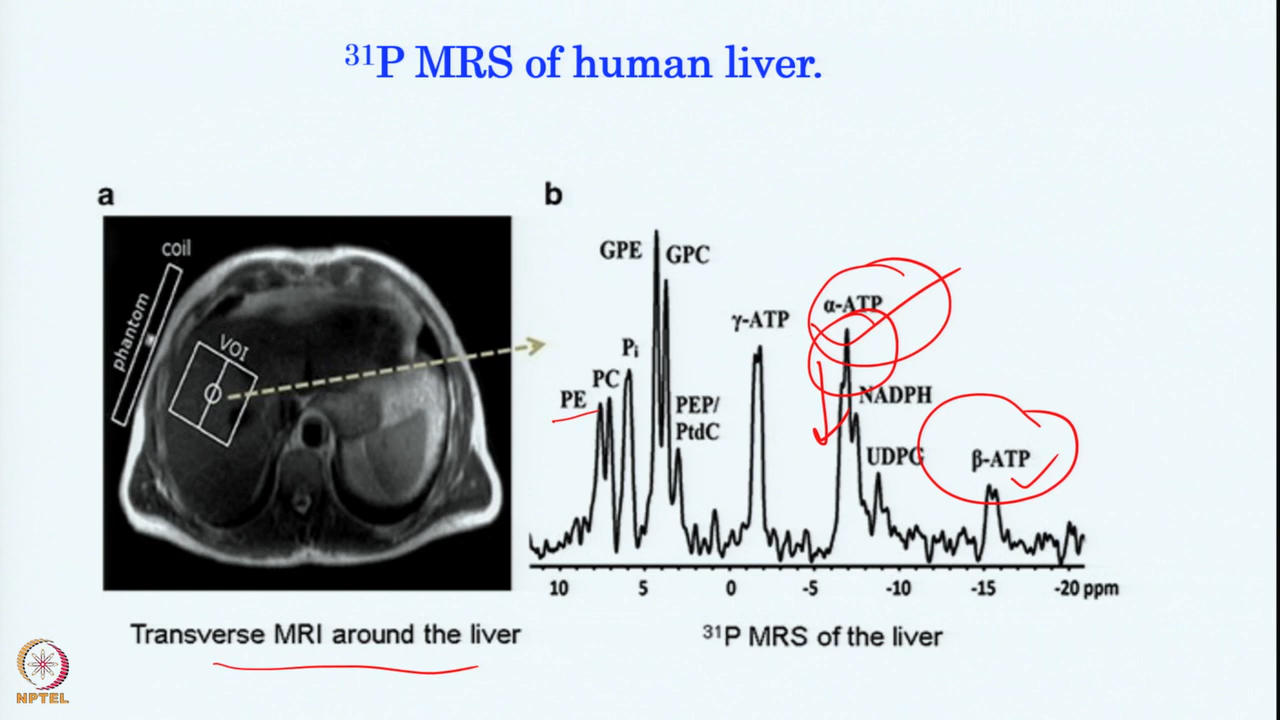 ³¹P MRS of human liver.
a
b
coil
phantom
VOI
GPE
GPC
α-ATP
γ-ATP
Pᵢ
PC
PE
PEP/
PtdC
NADPH
UDPG
β-ATP
10 5 0 -5 -10 -15 -20 ppm
Transverse MRI around the liver
³¹P MRS of the liver
NPTEL